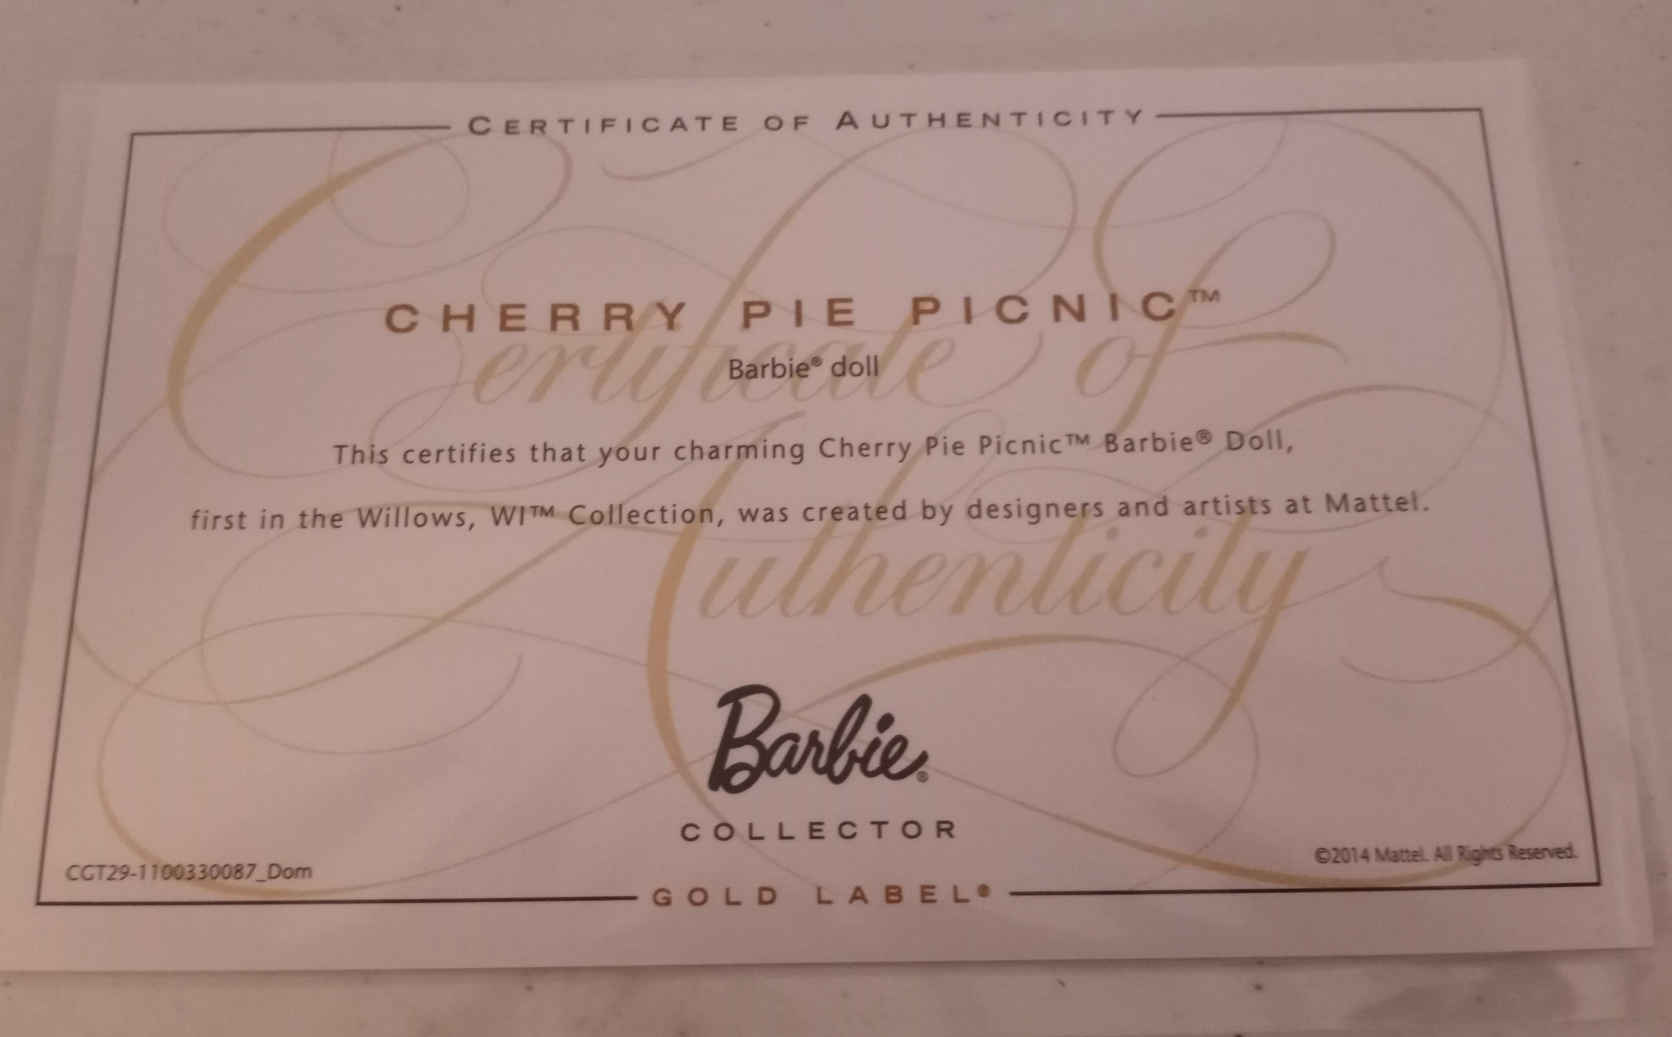 CERTIFICATE OF AUTHENTICITY
CHERRY PIE PICNIC™
Certificate of
Barbie® doll
This certifies that your charming Cherry Pie Picnic™ Barbie® Doll,
first in the Willows, WI™ Collection, was created by designers and artists at Mattel.
Authenticity
Barbie®
COLLECTOR
CGT29-1100330087_Dom
©2014 Mattel. All Rights Reserved.
GOLD LABEL®